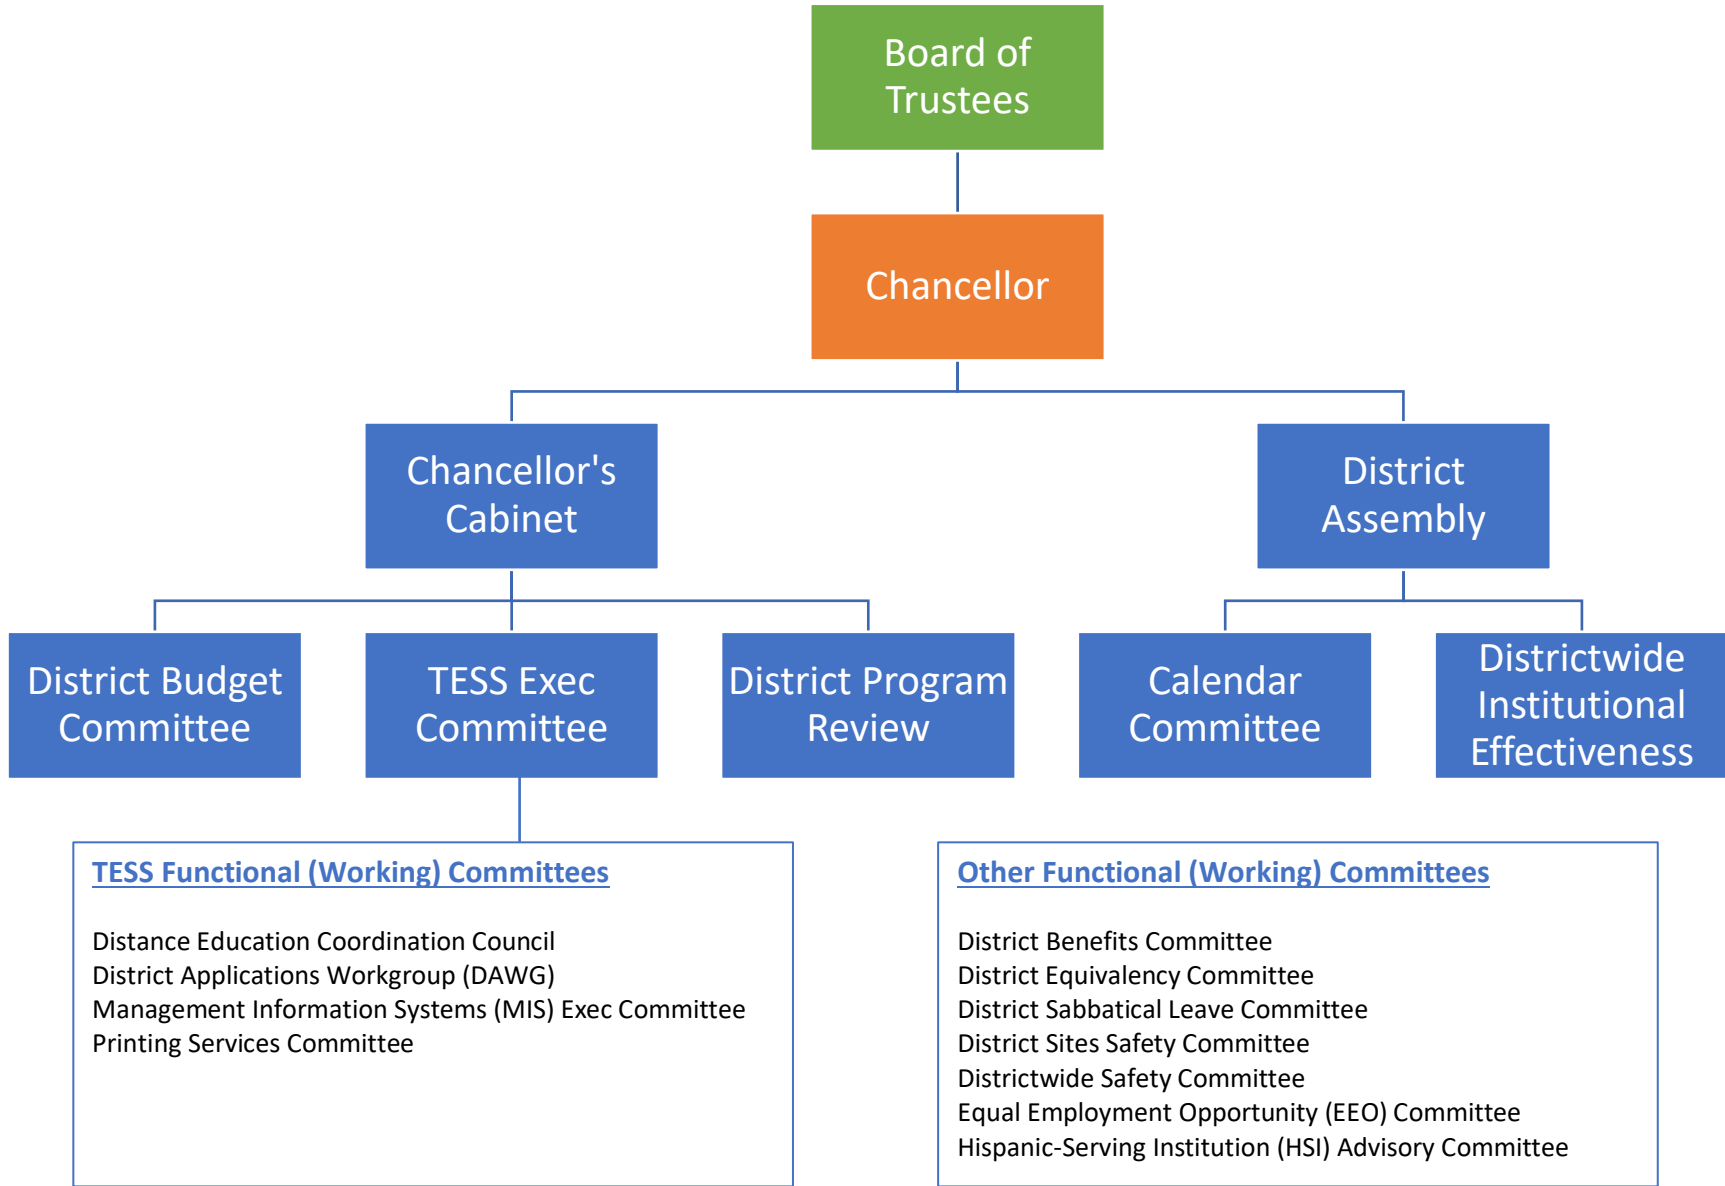 Board of
Trustees
Chancellor
Chancellor's
Cabinet
District
Assembly
District Budget
Committee
TESS Exec
Committee
District Program
Review
Calendar
Committee
Districtwide
Institutional
Effectiveness
TESS Functional (Working) Committees
Distance Education Coordination Council
District Applications Workgroup (DAWG)
Management Information Systems (MIS) Exec Committee
Printing Services Committee
Other Functional (Working) Committees
District Benefits Committee
District Equivalency Committee
District Sabbatical Leave Committee
District Sites Safety Committee
Districtwide Safety Committee
Equal Employment Opportunity (EEO) Committee
Hispanic-Serving Institution (HSI) Advisory Committee